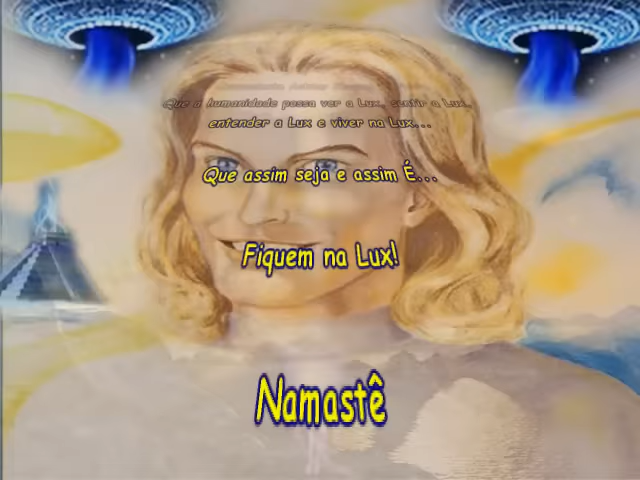 Que a humanidade possa ver a Lux, sentir a Lux,
entender a Lux e viver na Lux...
Que assim seja e assim É...
Fiquem na Lux!
Namastê